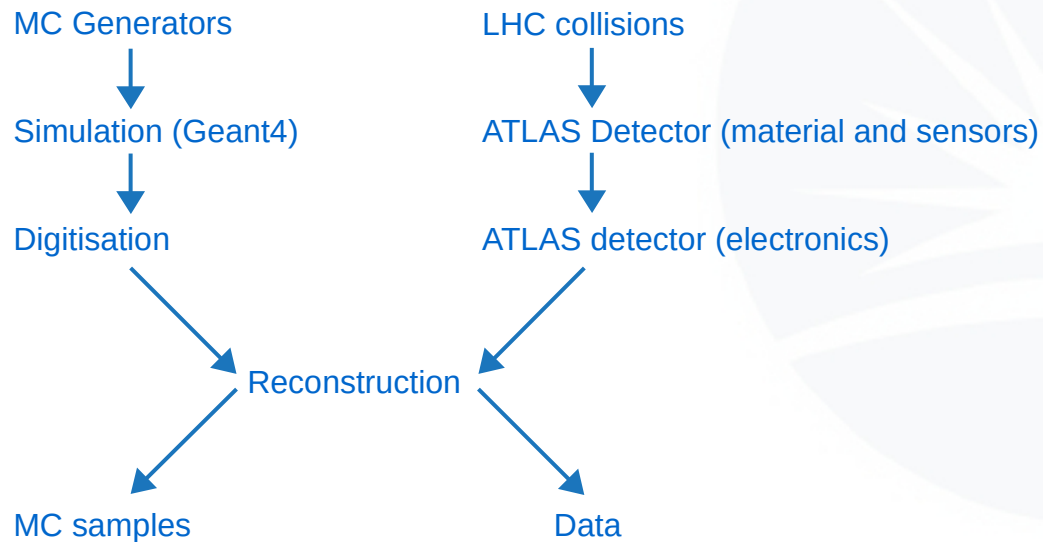 MC Generators
LHC collisions
Simulation (Geant4)
ATLAS Detector (material and sensors)
Digitisation
ATLAS detector (electronics)
Reconstruction
MC samples
Data